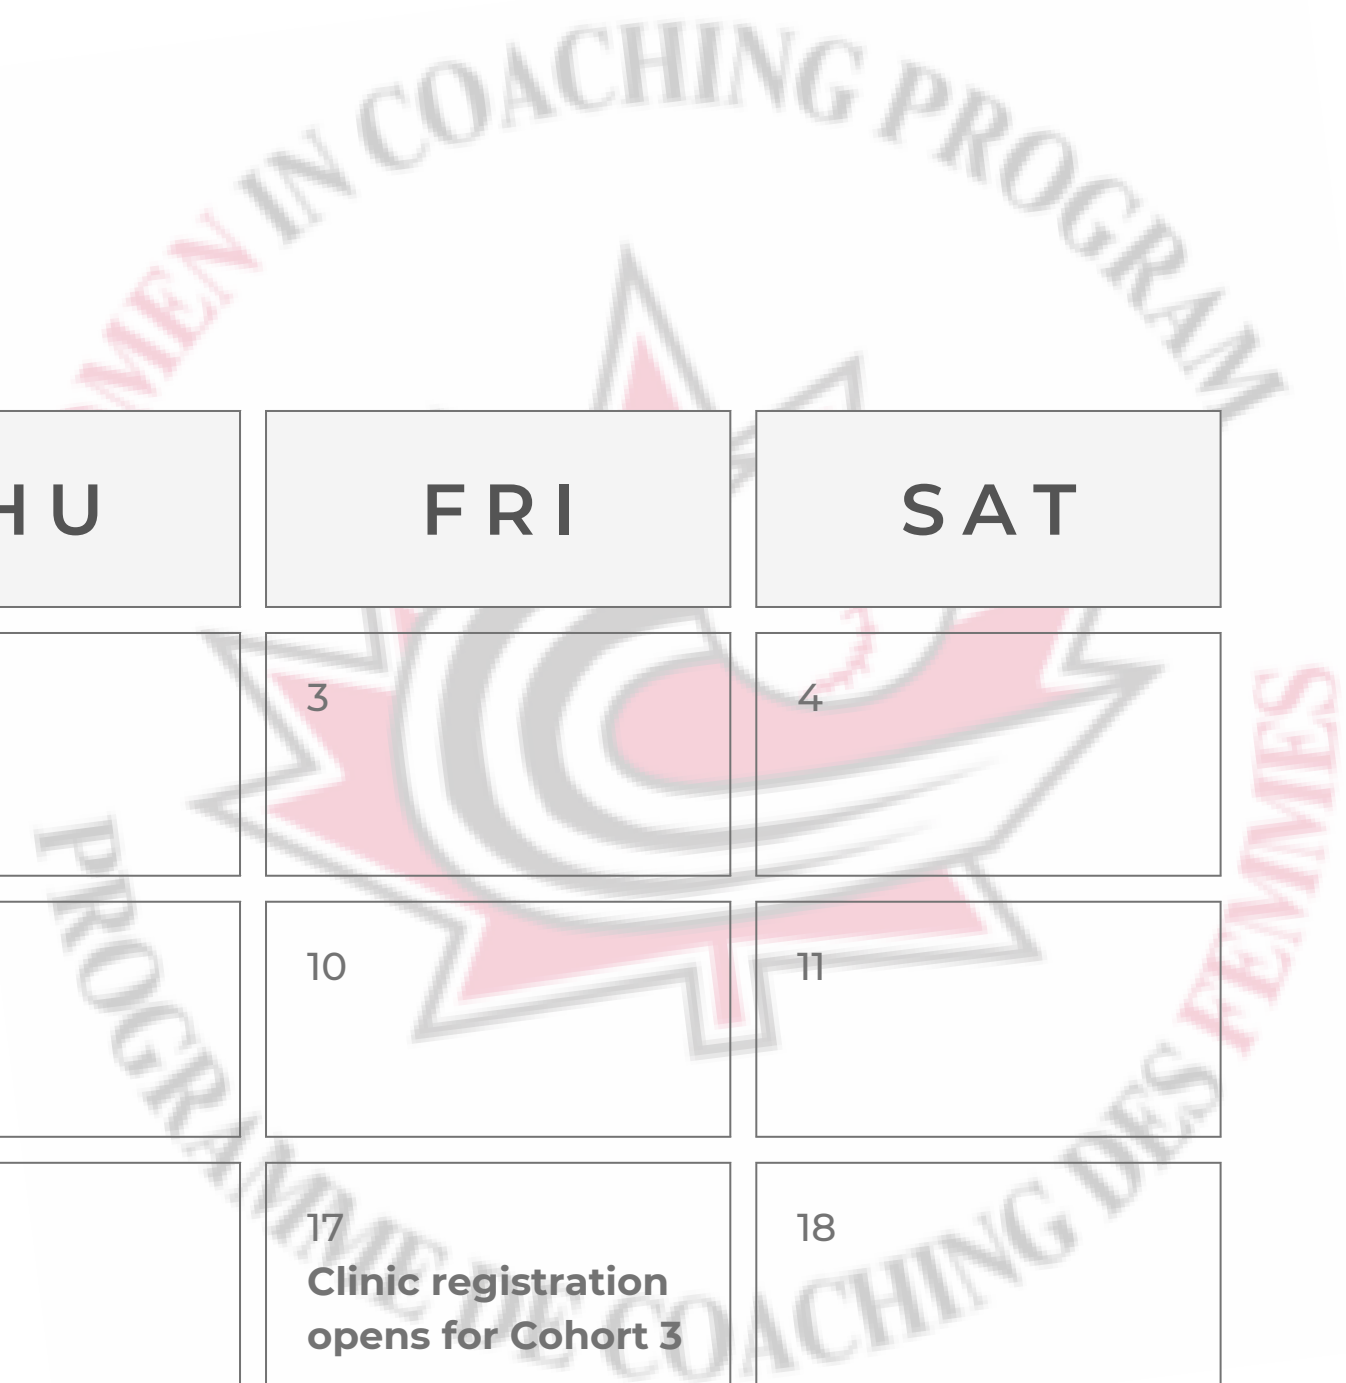 WOMEN IN COACHING PROGRAM
HU
FRI
SAT
3
4
10
11
17
Clinic registration
opens for Cohort 3
18
PROGRAMME DE COACHING DES FEMMES